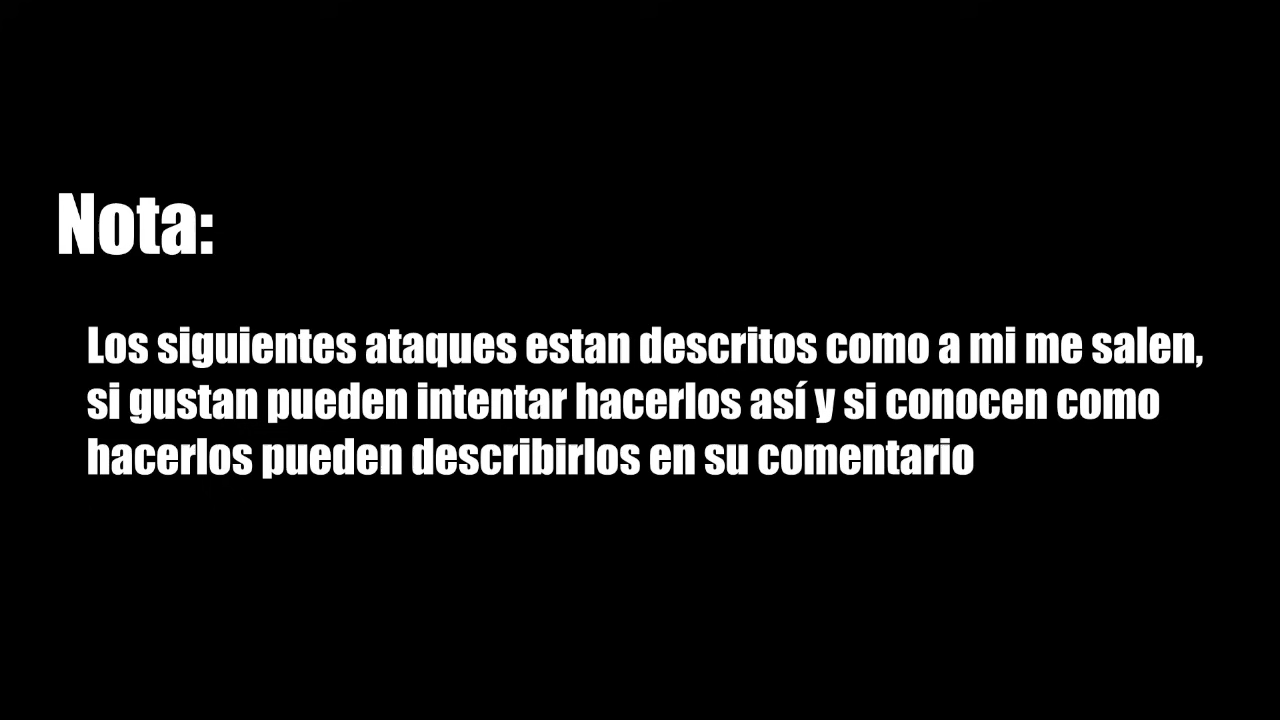 Nota:
Los siguientes ataques estan descritos como a mi me salen,
si gustan pueden intentar hacerlos así y si conocen como
hacerlos pueden describirlos en su comentario